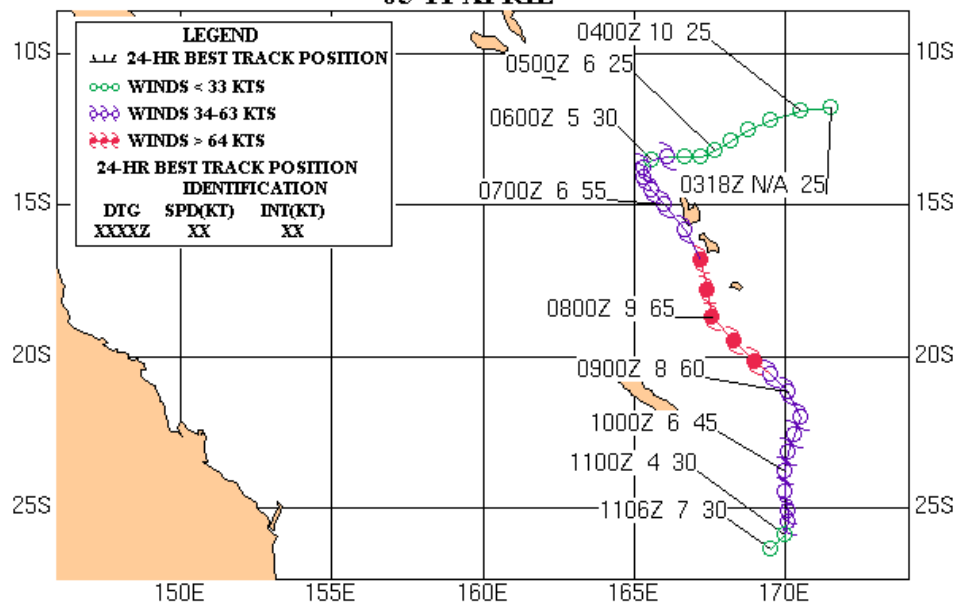 LEGEND
24-HR BEST TRACK POSITION
WINDS < 33 KTS
WINDS 34-63 KTS
WINDS > 64 KTS
24-HR BEST TRACK POSITION
IDENTIFICATION
DTG SPD(KT) INT(KT)
XXXXZ XX XX
0400Z 10 25
10S 10S
0500Z 6 25
0600Z 5 30
0318Z N/A 25
0700Z 6 55
15S 15S
0800Z 9 65
20S 20S
0900Z 8 60
1000Z 6 45
1100Z 4 30
25S 25S
1106Z 7 30
150E 155E 160E 165E 170E